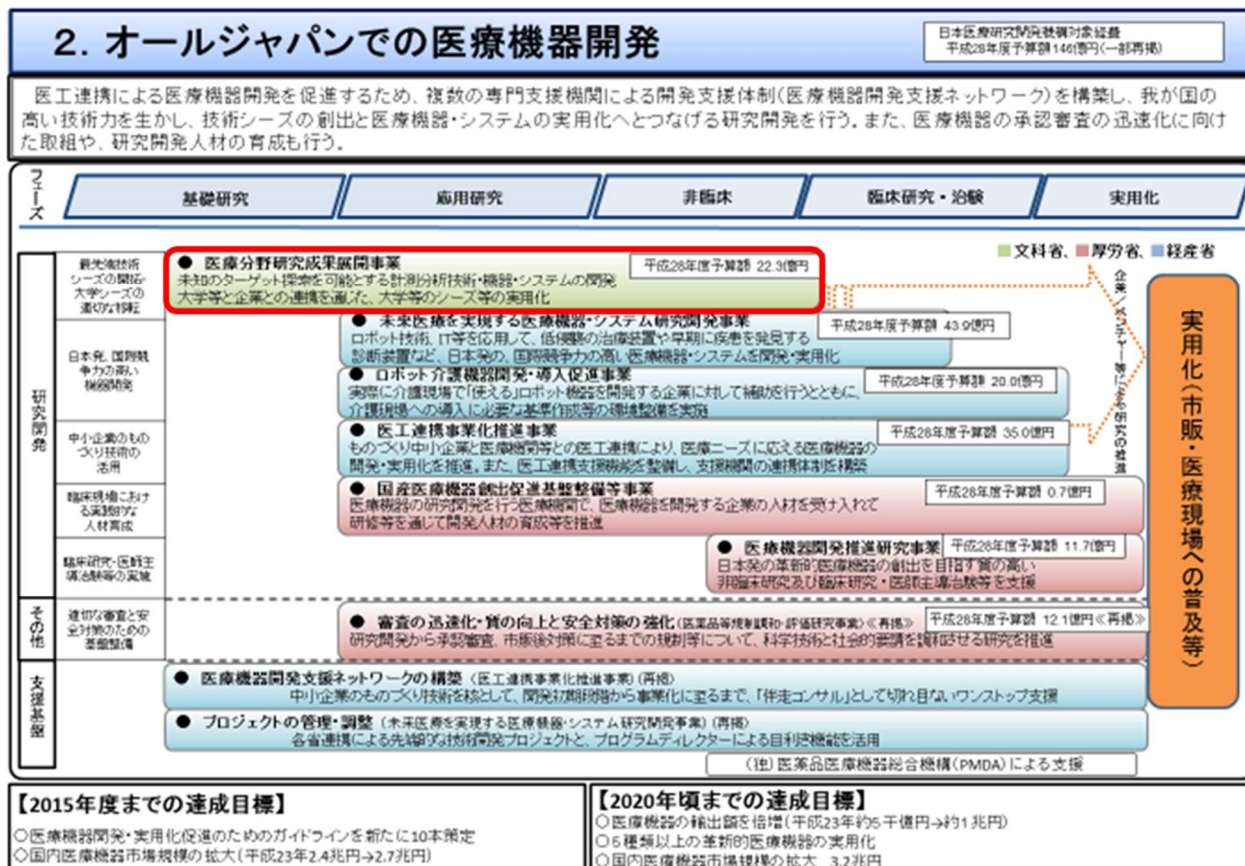 2. オールジャパンでの医療機器開発
日本医療研究開発機構対象経費
平成28年度予算額146億円(一部再掲)
医工連携による医療機器開発を促進するため、複数の専門支援機関による開発支援体制(医療機器開発支援ネットワーク)を構築し、我が国の
高い技術力を生かし、技術シーズの創出と医療機器・システムの実用化へとつなげる研究開発を行う。また、医療機器の承認審査の迅速化に向け
た取組や、研究開発人材の育成も行う。
フェーズ
基礎研究
応用研究
非臨床
臨床研究・治験
実用化
■文科省、■厚労省、■経産省
研究開発
最先端技術
シーズの開拓・
大学シーズの
適切な移転
● 医療分野研究成果展開事業
平成28年度予算額 22.3億円
未知のターゲット探索を可能とする計測分析技術・機器・システムの開発
大学等と企業との連携を通じた、大学等のシーズ等の実用化
日本発、国際競
争力の高い
機器開発
● 未来医療を実現する医療機器・システム研究開発事業
平成28年度予算額 43.9億円
ロボット技術、IT等を応用して、低侵襲の治療装置や早期に疾患を発見する
診断装置など、日本発の、国際競争力の高い医療機器・システムを開発・実用化
● ロボット介護機器開発・導入促進事業
平成28年度予算額 20.0億円
実際に介護現場で「使える」ロボット機器を開発する企業に対して補助を行うとともに、
介護現場への導入に必要な基準作成等の環境整備を実施
中小企業のもの
づくり技術の
活用
● 医工連携事業化推進事業
平成28年度予算額 35.0億円
ものづくり中小企業と医療機関等との医工連携により、医療ニーズに応える医療機器の
開発・実用化を推進。また、医工連携支援機能を整備し、支援機関の連携体制を構築
臨床現場におけ
る実践的な
人材育成
● 国産医療機器創出促進基盤整備等事業
平成28年度予算額 0.7億円
医療機器の研究開発を行う医療機関で、医療機器を開発する企業の人材を受け入れて
研修等を通じて開発人材の育成等を推進
臨床研究・医師主
導治験等の実施
● 医療機器開発推進研究事業
平成28年度予算額 11.7億円
日本発の革新的医療機器の創出を目指す質の高い
非臨床研究及び臨床研究・医師主導治験等を支援
企業/ベンチャー等による研究の推進
実用化(市販・医療現場への普及等)
その他
適切な審査と安
全対策のための
基盤整備
● 審査の迅速化・質の向上と安全対策の強化(医薬品等規制調和・評価研究事業)≪再掲≫
平成28年度予算額 12.1億円≪再掲≫
研究開発から承認審査、市販後対策に至るまでの規制等について、科学技術と社会的要請を調和させる研究を推進
支援基盤
● 医療機器開発支援ネットワークの構築(医工連携事業化推進事業)(再掲)
中小企業のものづくり技術を核として、開発初期段階から事業化に至るまで、「伴走コンサル」として切れ目ないワンストップ支援
● プロジェクトの管理・調整(未来医療を実現する医療機器・システム研究開発事業)(再掲)
各省連携による先端的な技術開発プロジェクトと、プログラムディレクターによる目利き機能を活用
(独)医薬品医療機器総合機構(PMDA)による支援
【2015年度までの達成目標】
○医療機器開発・実用化促進のためのガイドラインを新たに10本策定
○国内医療機器市場規模の拡大(平成23年2.4兆円→2.7兆円)
【2020年頃までの達成目標】
○医療機器の輸出額を倍増(平成23年約5千億円→約1兆円)
○5種類以上の革新的医療機器の実用化
○国内医療機器市場規模の拡大 3.2兆円